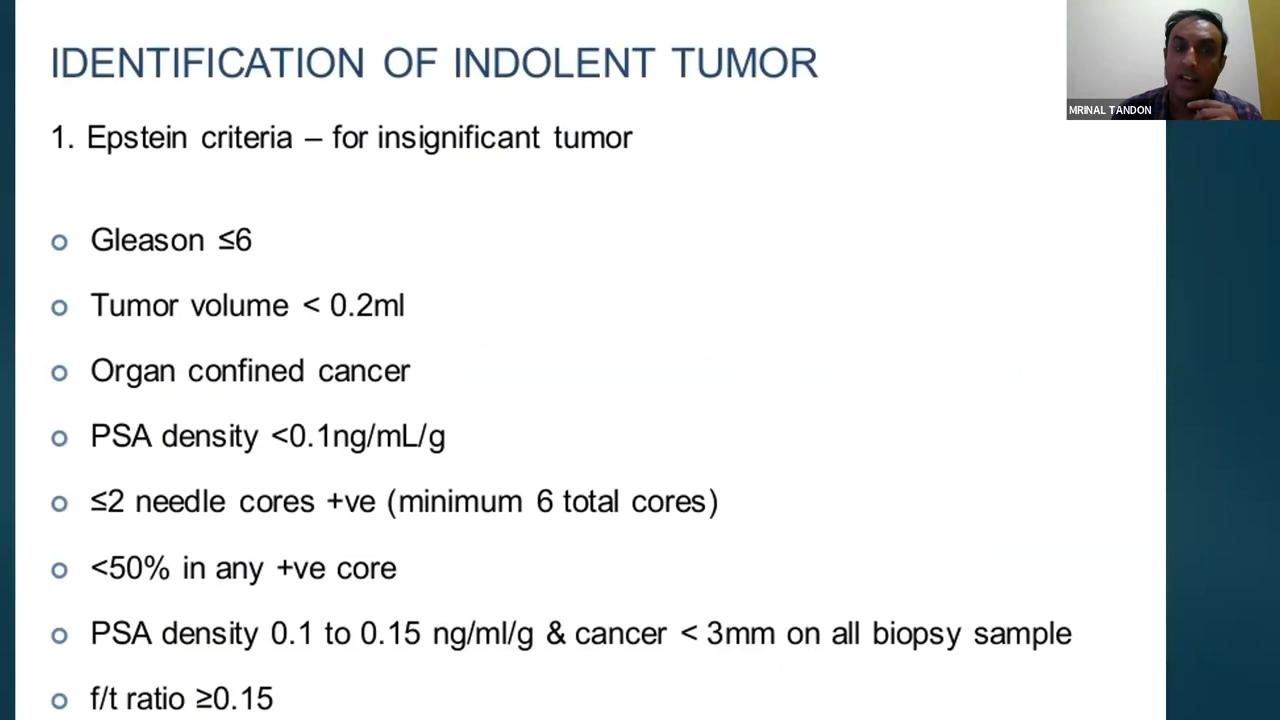 IDENTIFICATION OF INDOLENT TUMOR
MRINAL TANDON
1. Epstein criteria – for insignificant tumor
Gleason ≤6
Tumor volume < 0.2ml
Organ confined cancer
PSA density <0.1ng/mL/g
≤2 needle cores +ve (minimum 6 total cores)
<50% in any +ve core
PSA density 0.1 to 0.15 ng/ml/g & cancer < 3mm on all biopsy sample
f/t ratio ≥0.15